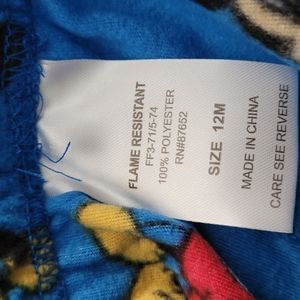 FLAME RESISTANT
FF3-71/5-74
100% POLYESTER
RN#87652
SIZE 12M
MADE IN CHINA
CARE SEE REVERSE